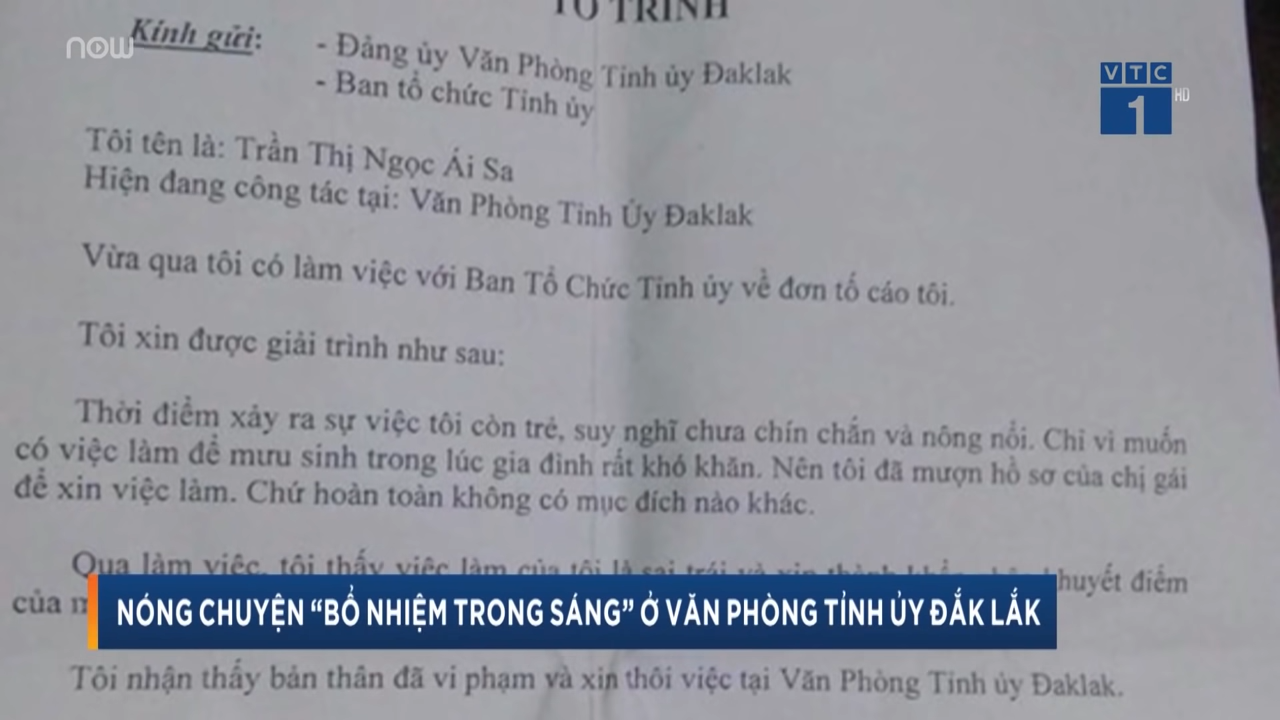 TỜ TRÌNH
now
Kính gửi:
- Đảng ủy Văn Phòng Tỉnh ủy Đaklak
- Ban tổ chức Tỉnh ủy
VTC
1
HD
Tôi tên là: Trần Thị Ngọc Ái Sa
Hiện đang công tác tại: Văn Phòng Tỉnh Ủy Đaklak
Vừa qua tôi có làm việc với Ban Tổ Chức Tỉnh ủy về đơn tố cáo tôi.
Tôi xin được giải trình như sau:
Thời điểm xảy ra sự việc tôi còn trẻ, suy nghĩ chưa chín chắn và nông nổi. Chỉ vì muốn
có việc làm để mưu sinh trong lúc gia đình rất khó khăn. Nên tôi đã mượn hồ sơ của chị gái
để xin việc làm. Chứ hoàn toàn không có mục đích nào khác.
Qua làm việc, tôi thấy việc làm của tôi là sai trái và xin thành khẩn khuyết điểm
của
NÓNG CHUYỆN “BỔ NHIỆM TRONG SÁNG” Ở VĂN PHÒNG TỈNH ỦY ĐẮK LẮK
Tôi nhận thấy bản thân đã vi phạm và xin thôi việc tại Văn Phòng Tỉnh ủy Đaklak.